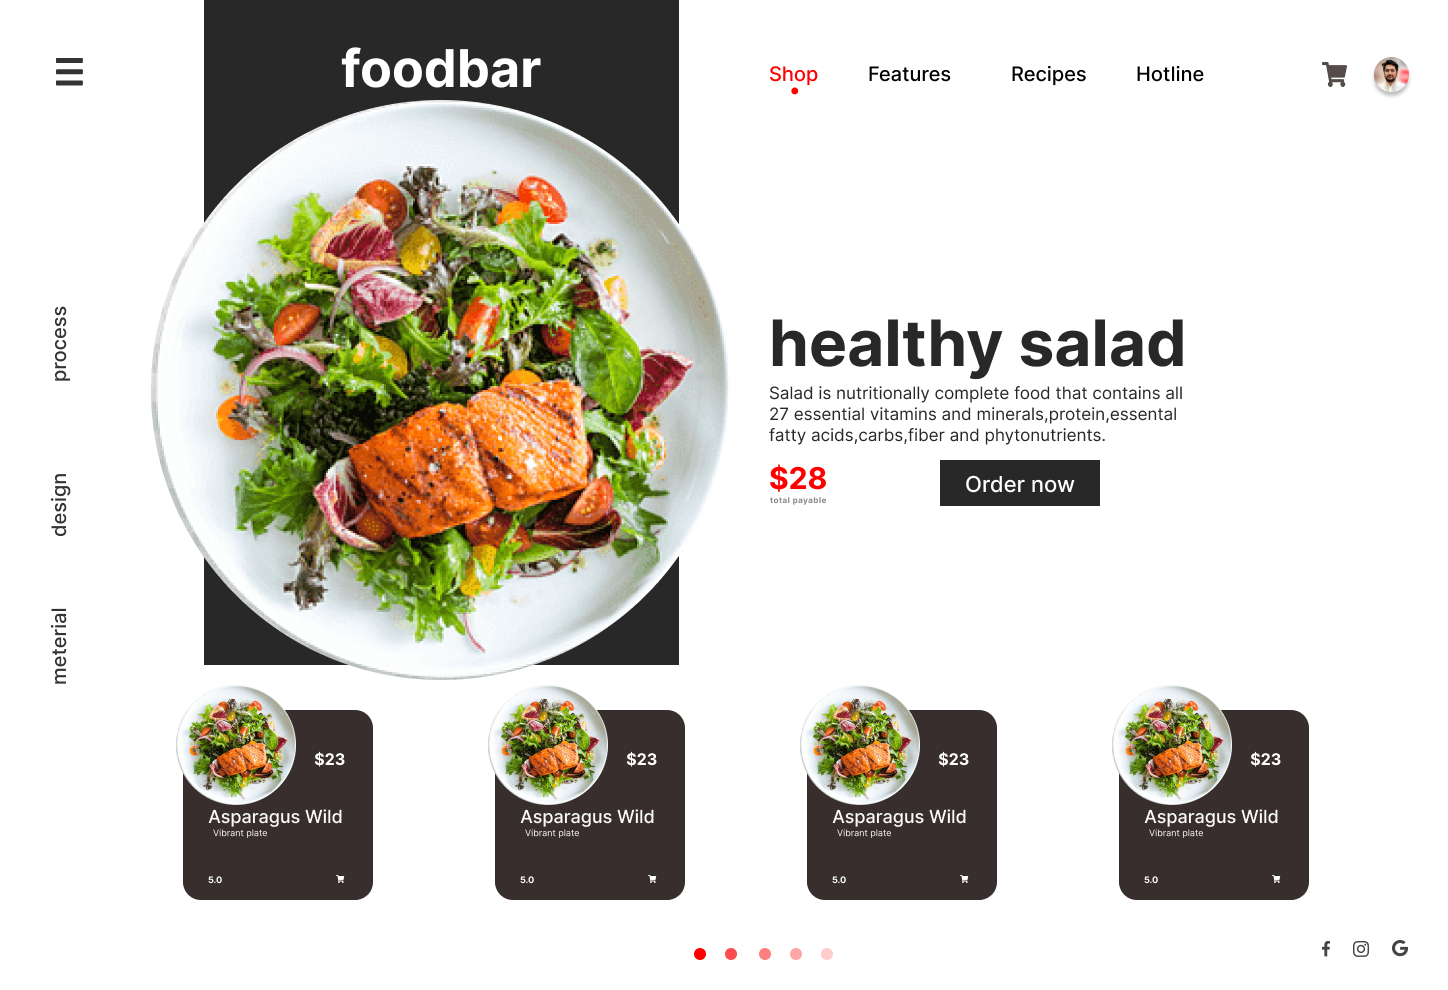 foodbar
Shop
Features
Recipes
Hotline
process
design
meterial
healthy salad
Salad is nutritionally complete food that contains all
27 essential vitamins and minerals,protein,essental
fatty acids,carbs,fiber and phytonutrients.
$28
total payable
Order now
$23
Asparagus Wild
Vibrant plate
5.0
$23
Asparagus Wild
Vibrant plate
5.0
$23
Asparagus Wild
Vibrant plate
5.0
$23
Asparagus Wild
Vibrant plate
5.0